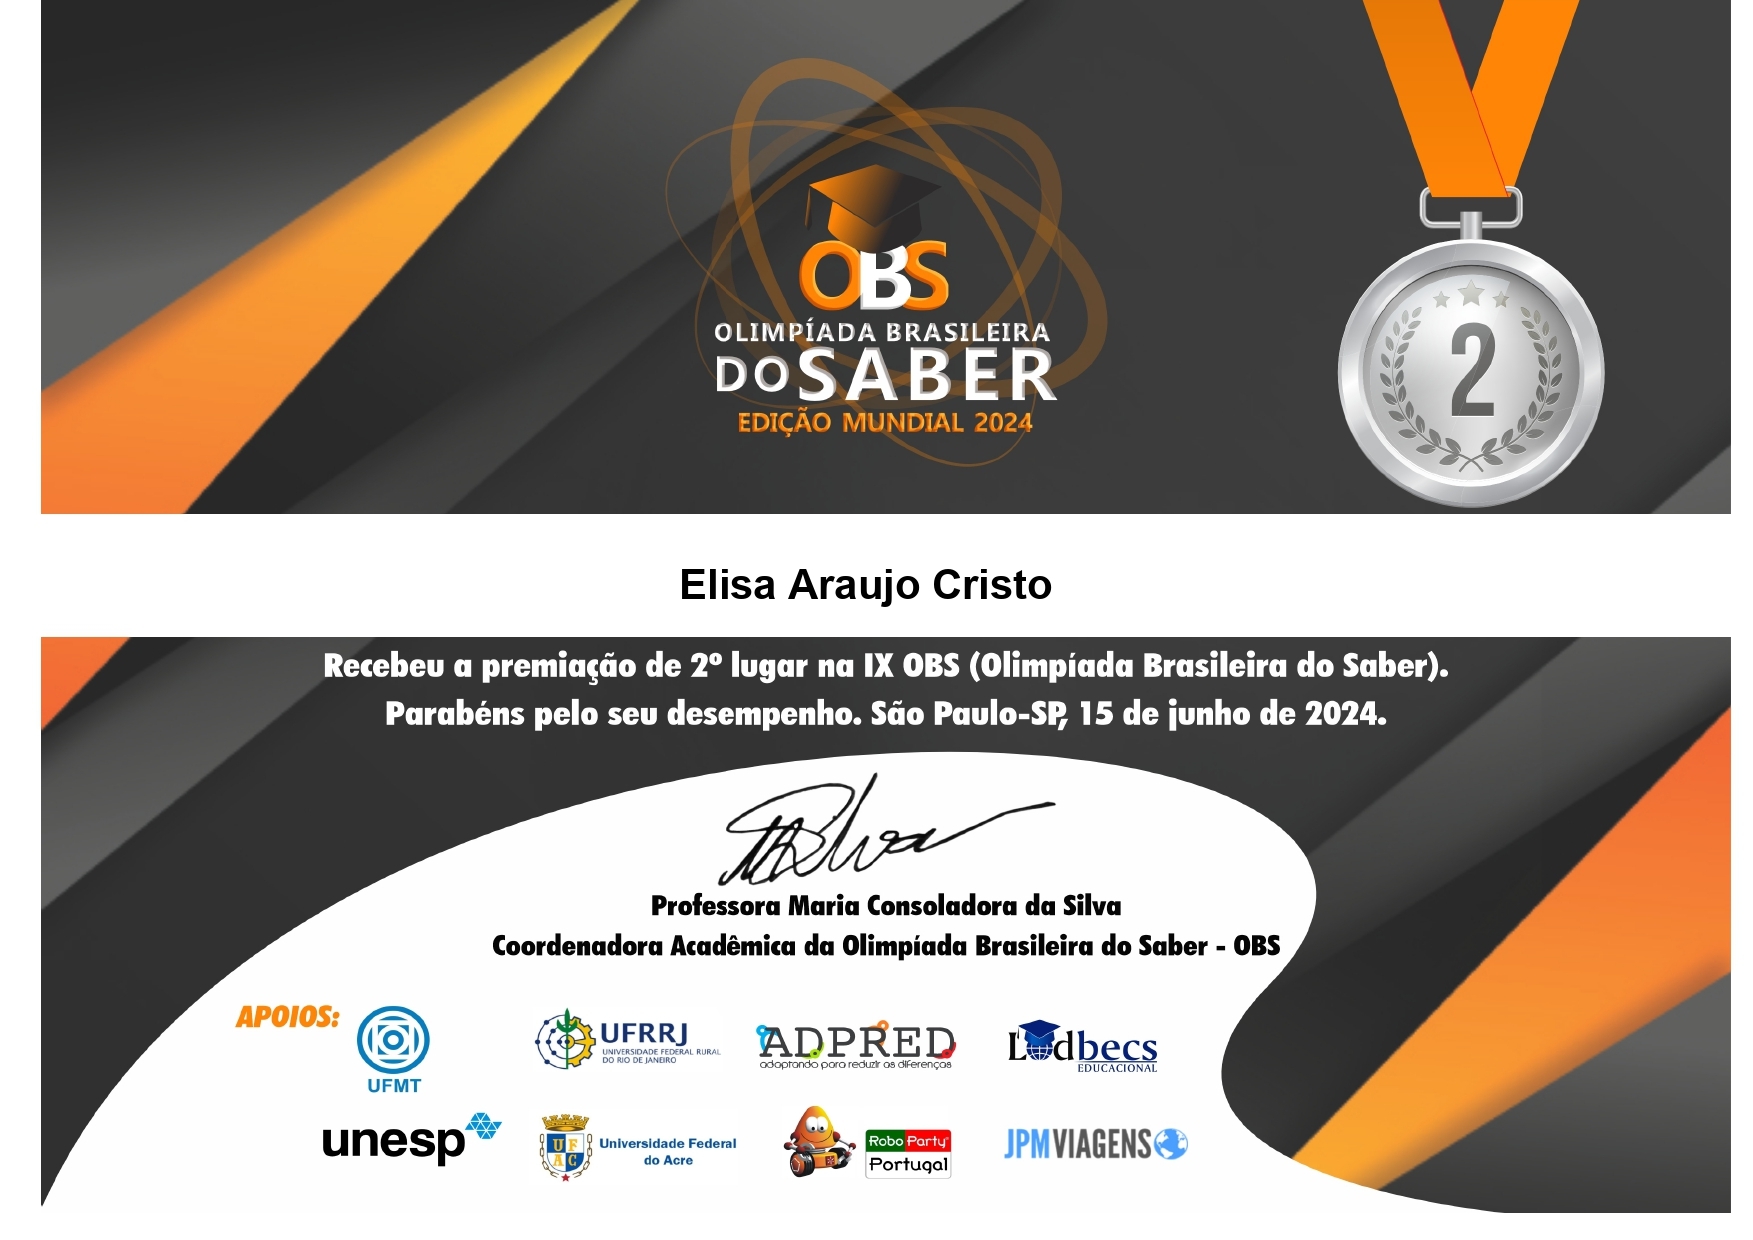 OBS
OLIMPÍADA BRASILEIRA
DO SABER
EDIÇÃO MUNDIAL 2024
2
Elisa Araujo Cristo
Recebeu a premiação de 2º lugar na IX OBS (Olimpíada Brasileira do Saber).
Parabéns pelo seu desempenho. São Paulo-SP, 15 de junho de 2024.
Professora Maria Consoladora da Silva
Coordenadora Acadêmica da Olimpíada Brasileira do Saber - OBS
APOIOS:
UFMT
UFRRJ
UNIVERSIDADE FEDERAL RURAL
DO RIO DE JANEIRO
ADPRED
adaptando para reduzir as diferenças
Ludbecs
EDUCACIONAL
unesp
UFAC
Universidade Federal
do Acre
RoboParty
Portugal
JPMVIAGENS